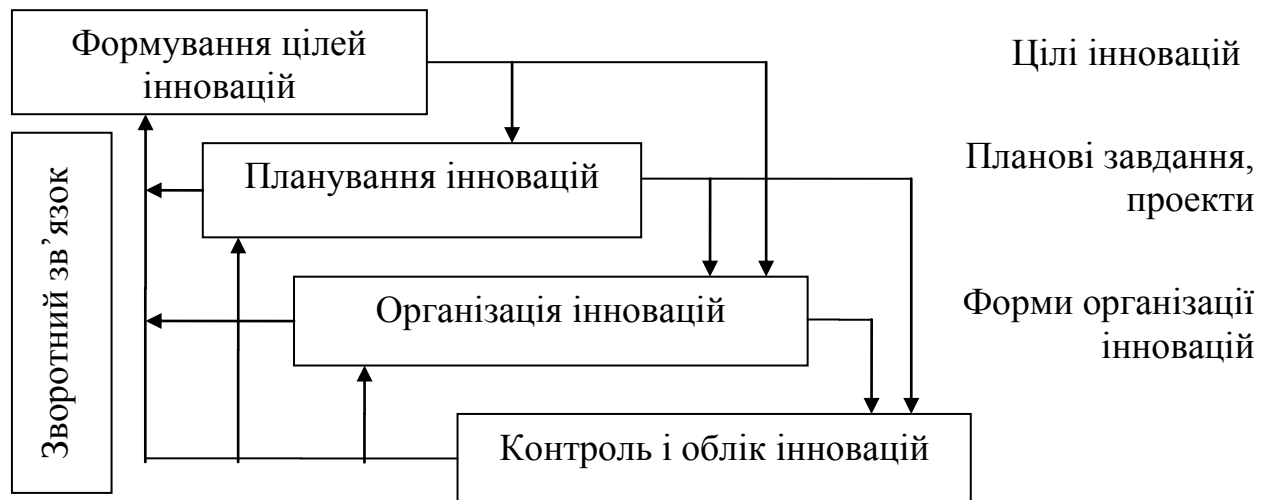 Формування цілей
інновацій
Цілі інновацій
Зворотний зв’язок
Планування інновацій
Планові завдання,
проекти
Організація інновацій
Форми організації
інновацій
Контроль і облік інновацій